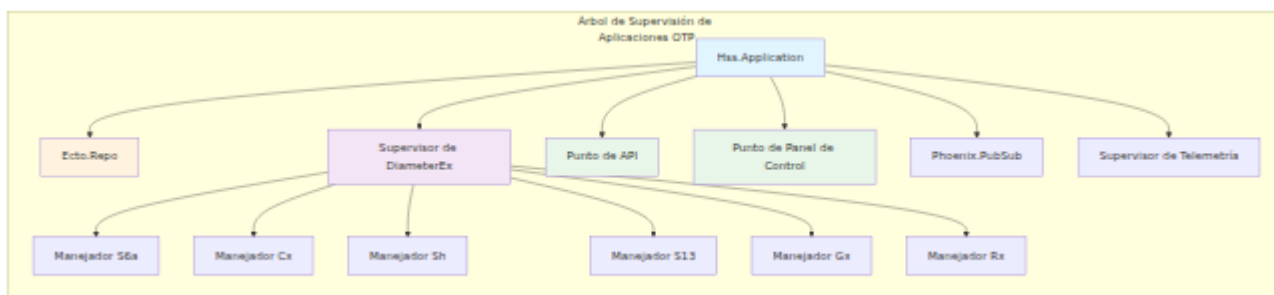 Árbol de Supervisión de
Aplicaciones OTP
Hss.Application
Ecto.Repo
Supervisor de
DiameterEx
Punto de API
Punto de Panel de
Control
Phoenix.PubSub
Supervisor de Telemetría
Manejador S6a
Manejador Cx
Manejador Sh
Manejador S13
Manejador Gx
Manejador Rx